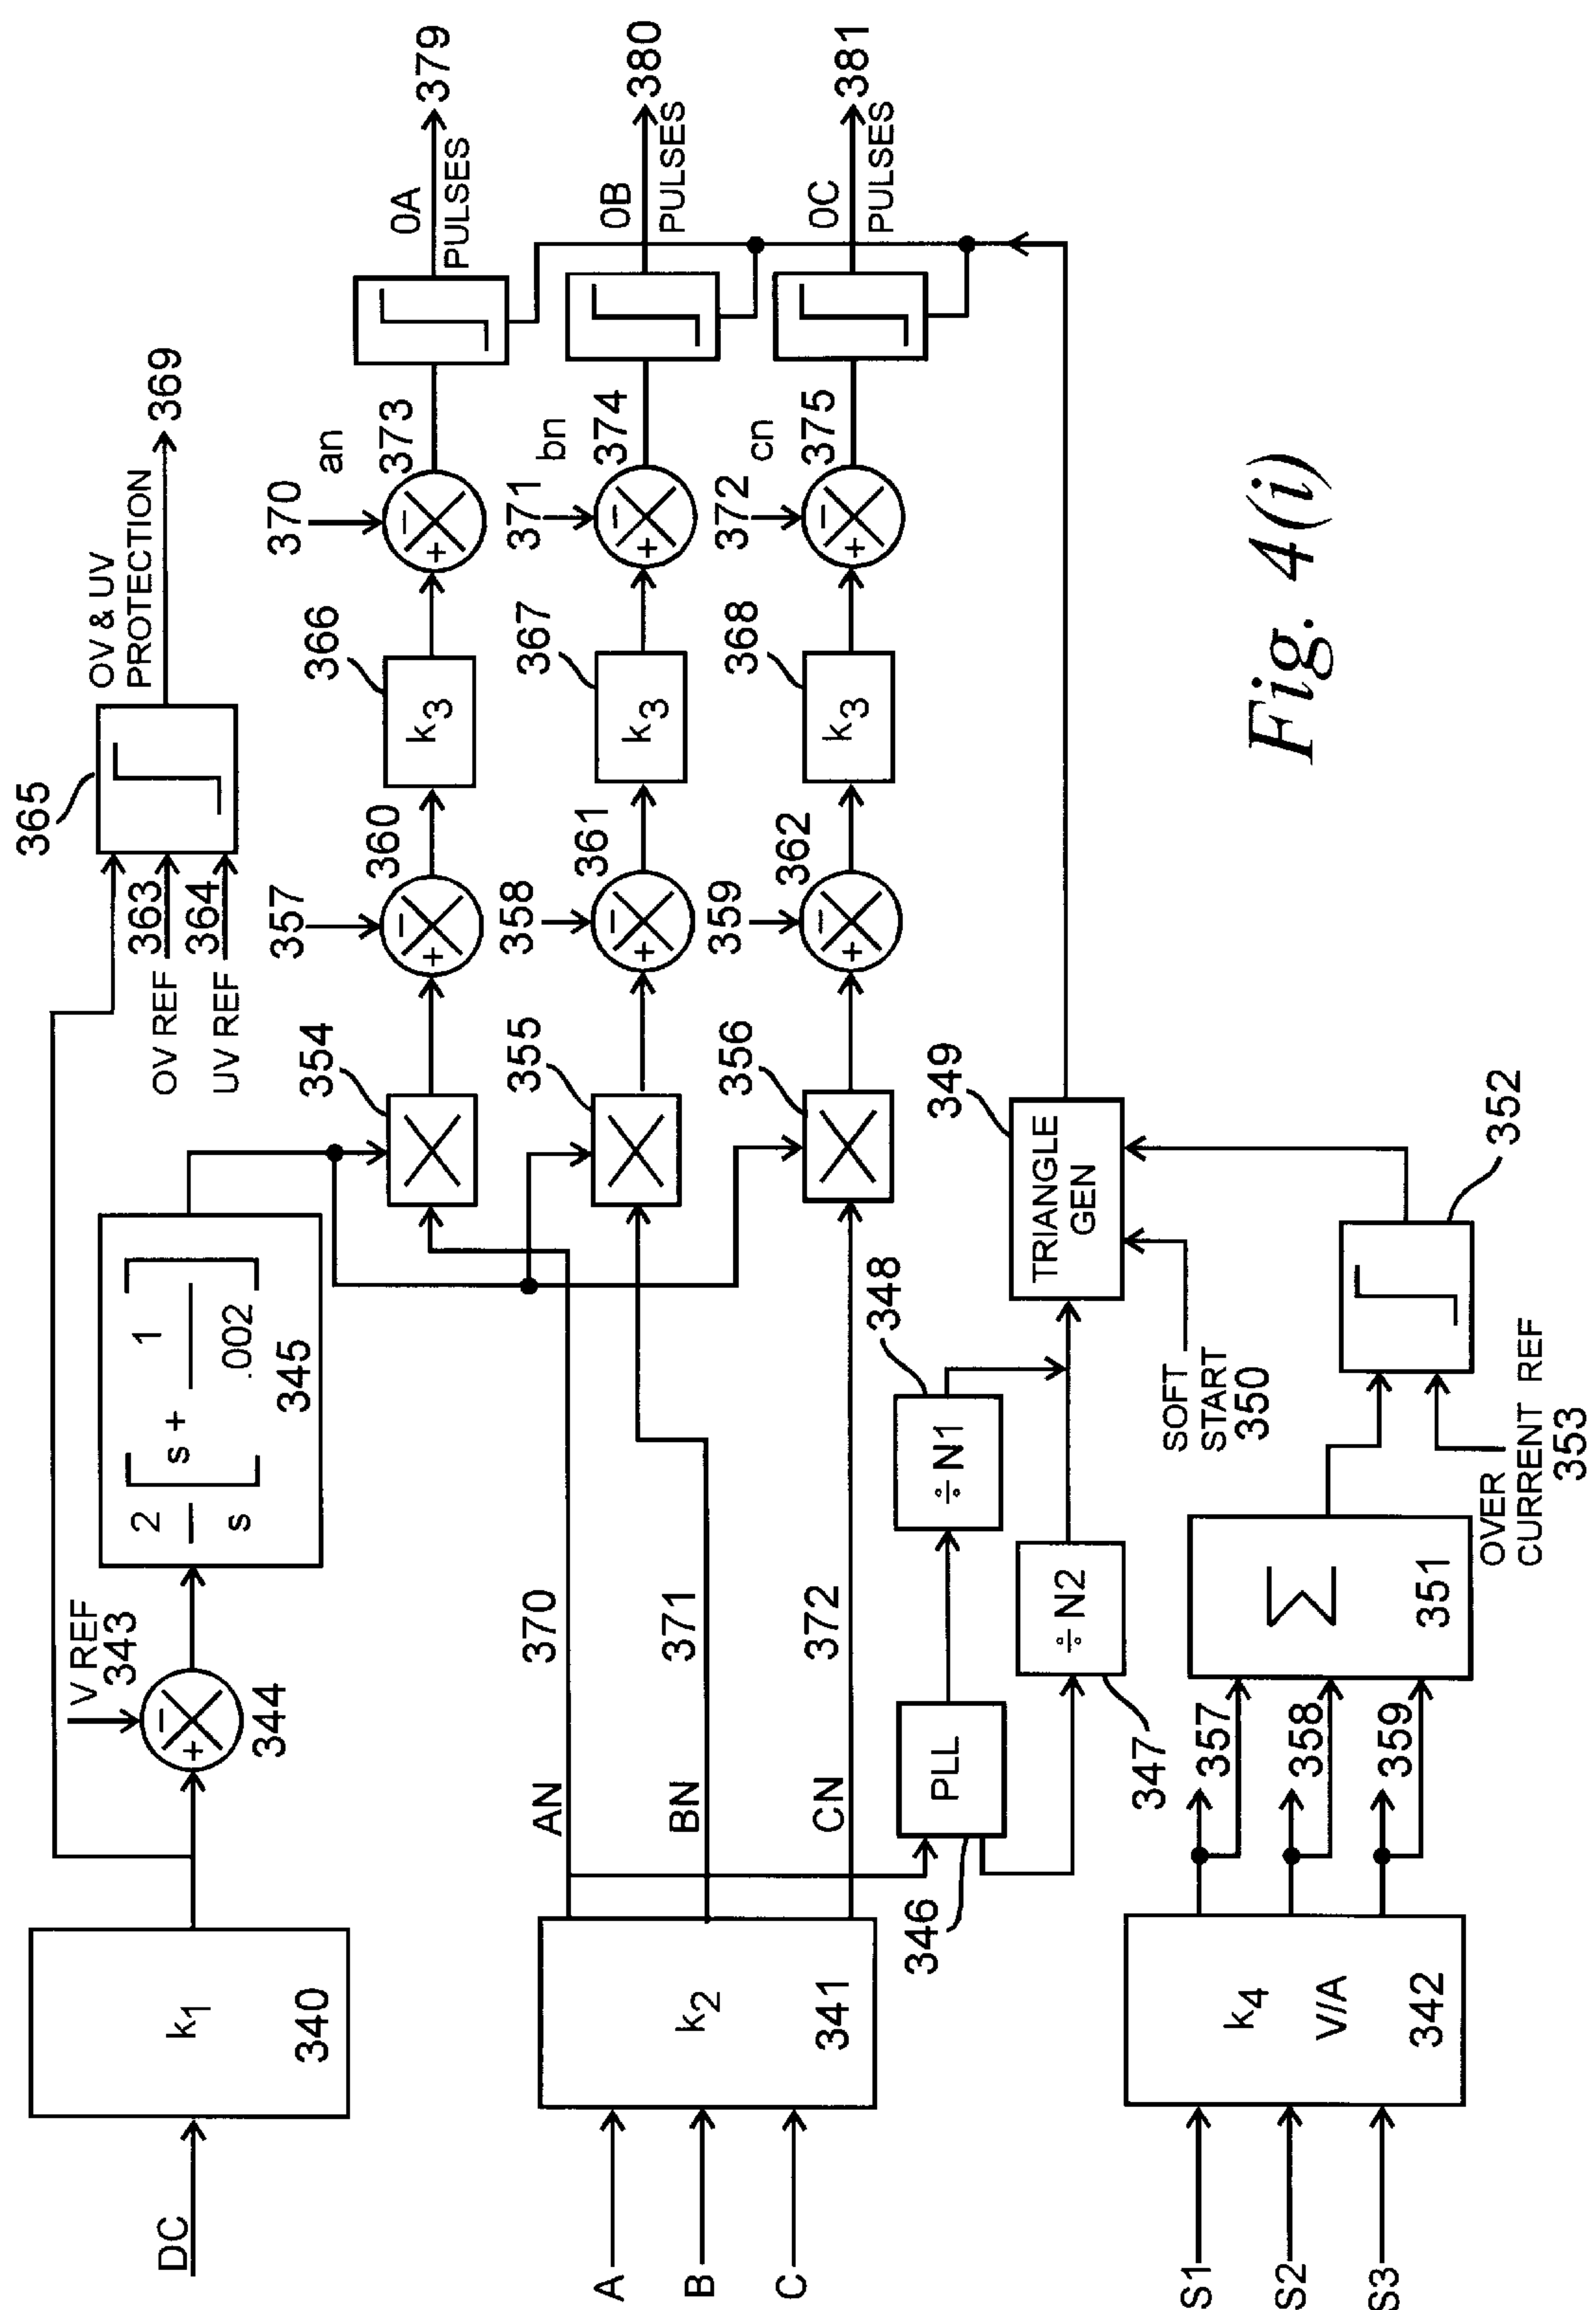 DC
k1
340
V REF
343
344
2
s
s +
1
.002
345
OV REF
363
UV REF
364
365
OV & UV
PROTECTION
369
A
B
C
k2
341
AN
370
BN
371
CN
372
354
355
356
357
358
359
−
+
360
−
+
361
−
+
362
k3
366
k3
367
k3
368
370
371
372
an
373
bn
374
cn
375
−
+
−
+
−
+
0A
PULSES
379
0B
PULSES
380
0C
PULSES
381
PLL
346
÷ N1
348
÷ N2
347
TRIANGLE
GEN
349
SOFT
START
350
S1
S2
S3
k4
V/A
342
357
358
359
Σ
351
OVER
CURRENT REF
353
352
−
+
Fig. 4(i)